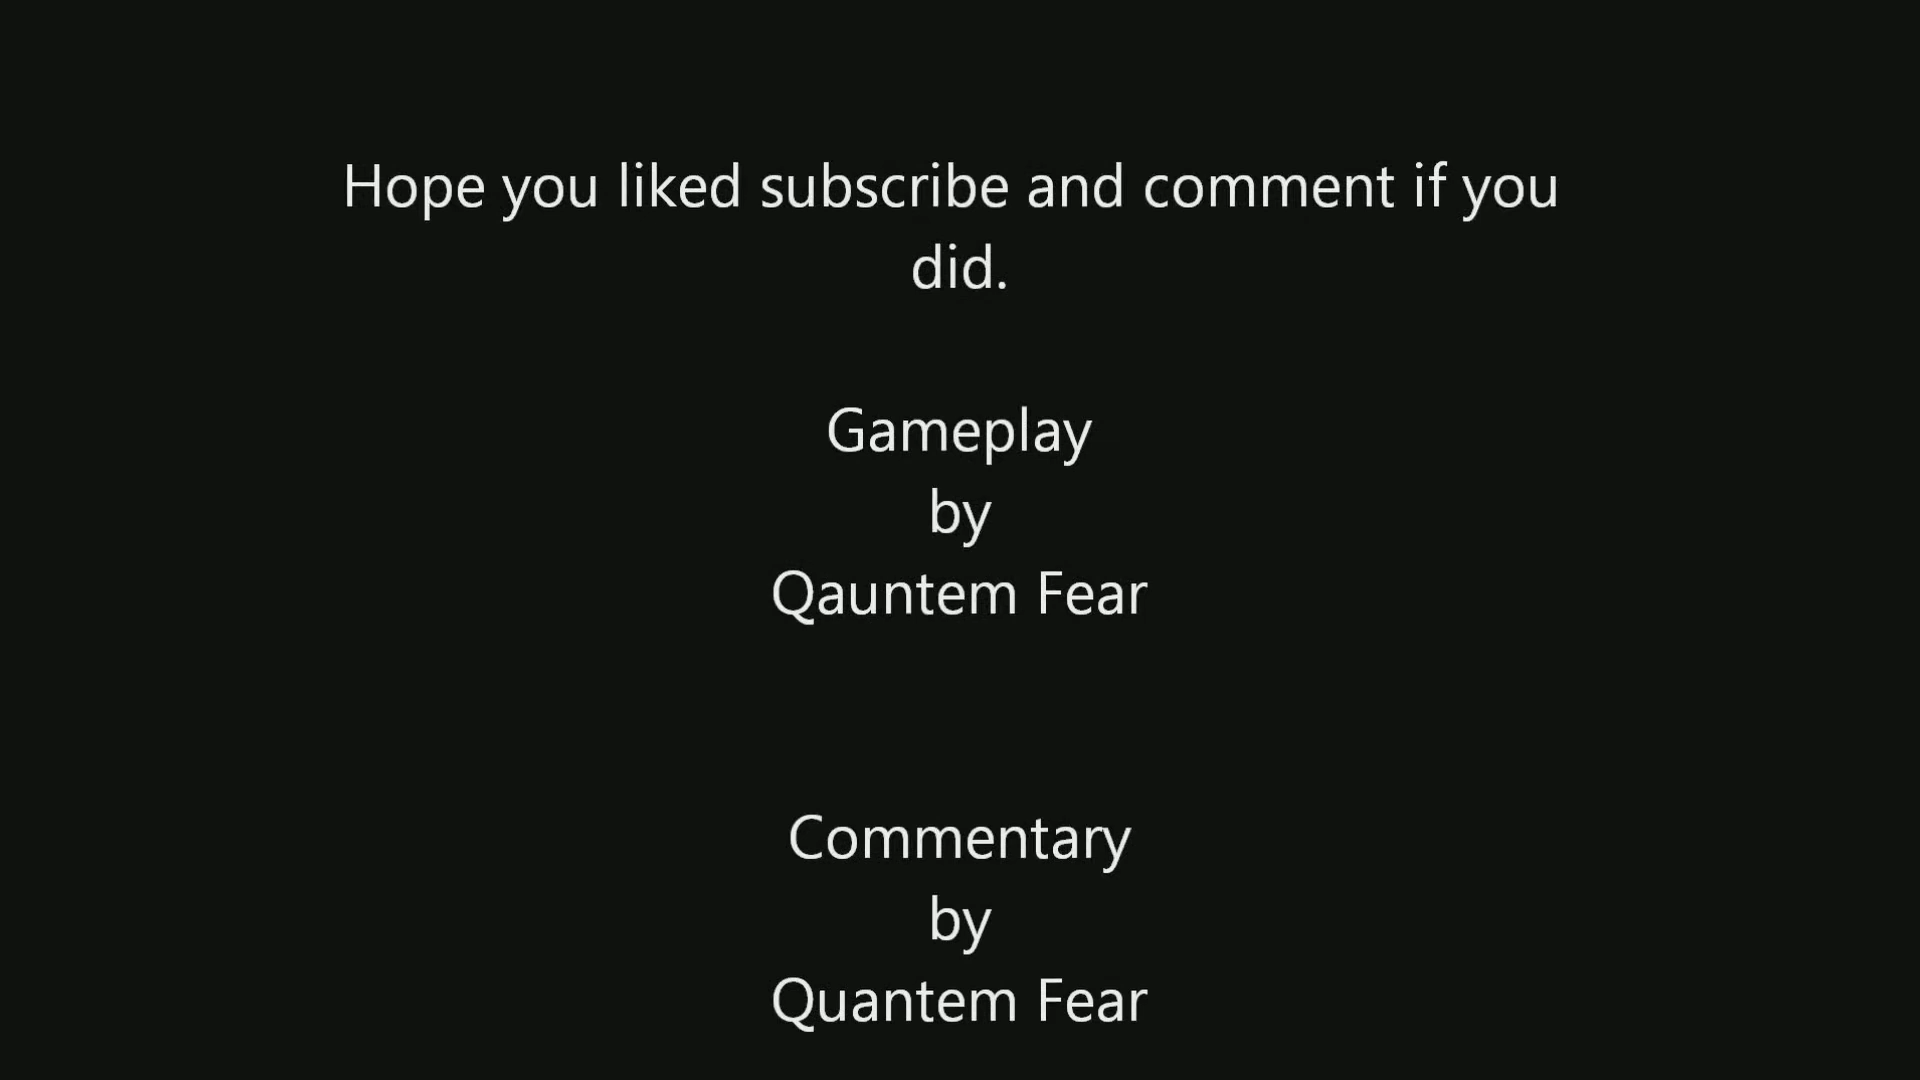 Hope you liked subscribe and comment if you
did.
Gameplay
by
Qauntem Fear
Commentary
by
Quantem Fear